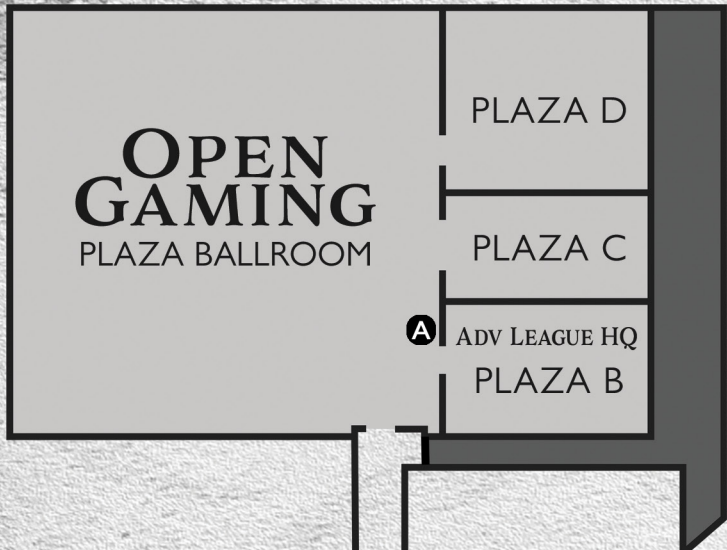 OPEN
GAMING
PLAZA BALLROOM
PLAZA D
PLAZA C
A
ADV LEAGUE HQ
PLAZA B